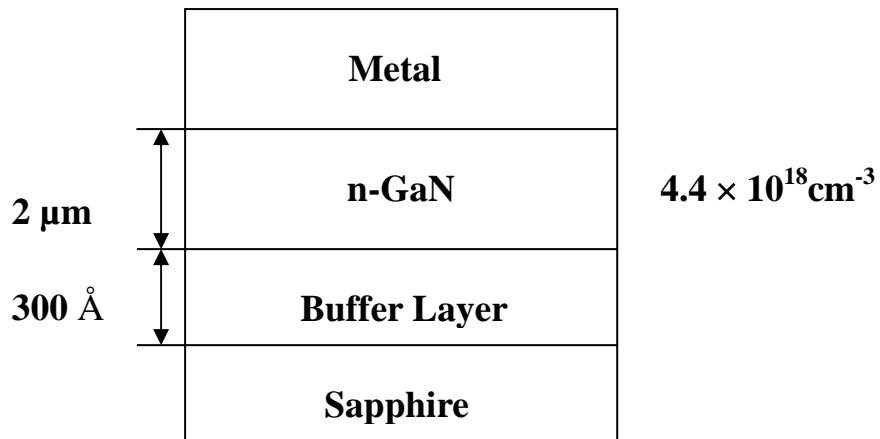 Metal
n-GaN 4.4 × 10¹⁸cm⁻³
2 µm
300 Å Buffer Layer
Sapphire